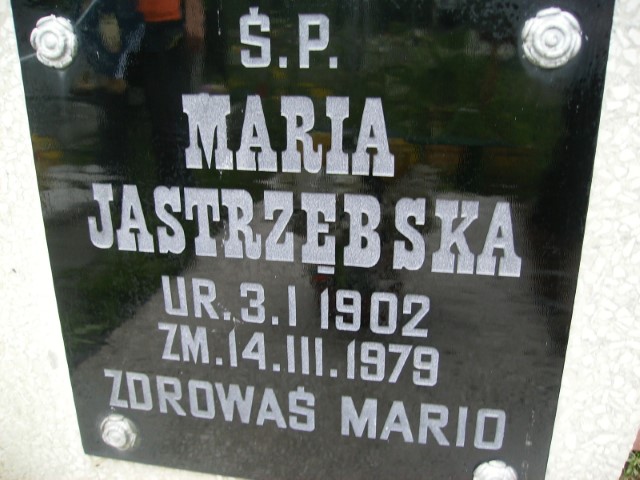 Ś.P.
MARIA
JASTRZĘBSKA
UR.3.I 1902
ZM.14.III.1979
ZDROWAŚ MARIO